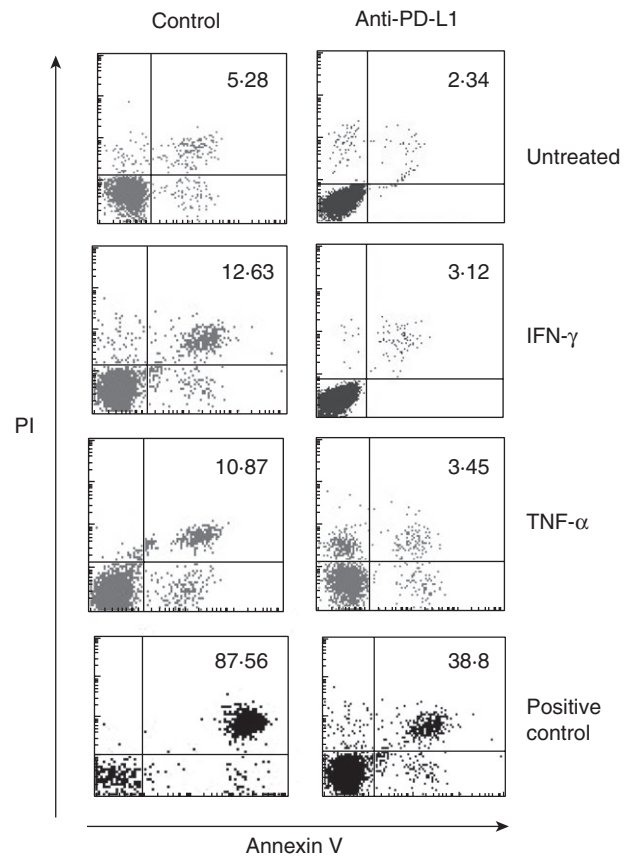 Control Anti-PD-L1
5·28 2·34
Untreated
12·63 3·12
IFN-γ
PI
10·87 3·45
TNF-α
87·56 38·8
Positive
control
Annexin V